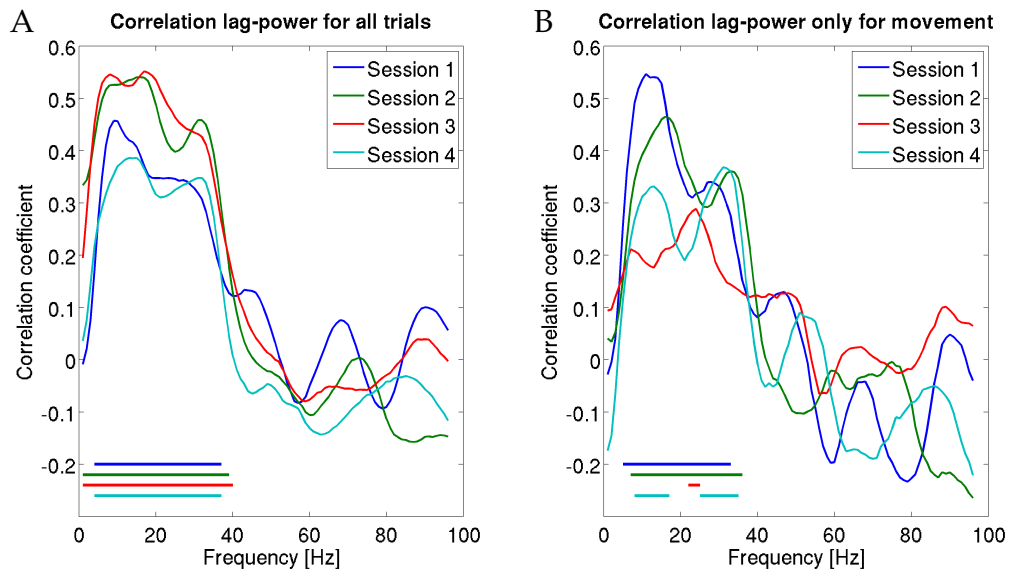 A
Correlation lag-power for all trials
0.6
0.5
0.4
0.3
0.2
0.1
0
-0.1
-0.2
Correlation coefficient
Session 1
Session 2
Session 3
Session 4
0 20 40 60 80 100
Frequency [Hz]
B
Correlation lag-power only for movement
0.6
0.5
0.4
0.3
0.2
0.1
0
-0.1
-0.2
Correlation coefficient
Session 1
Session 2
Session 3
Session 4
0 20 40 60 80 100
Frequency [Hz]